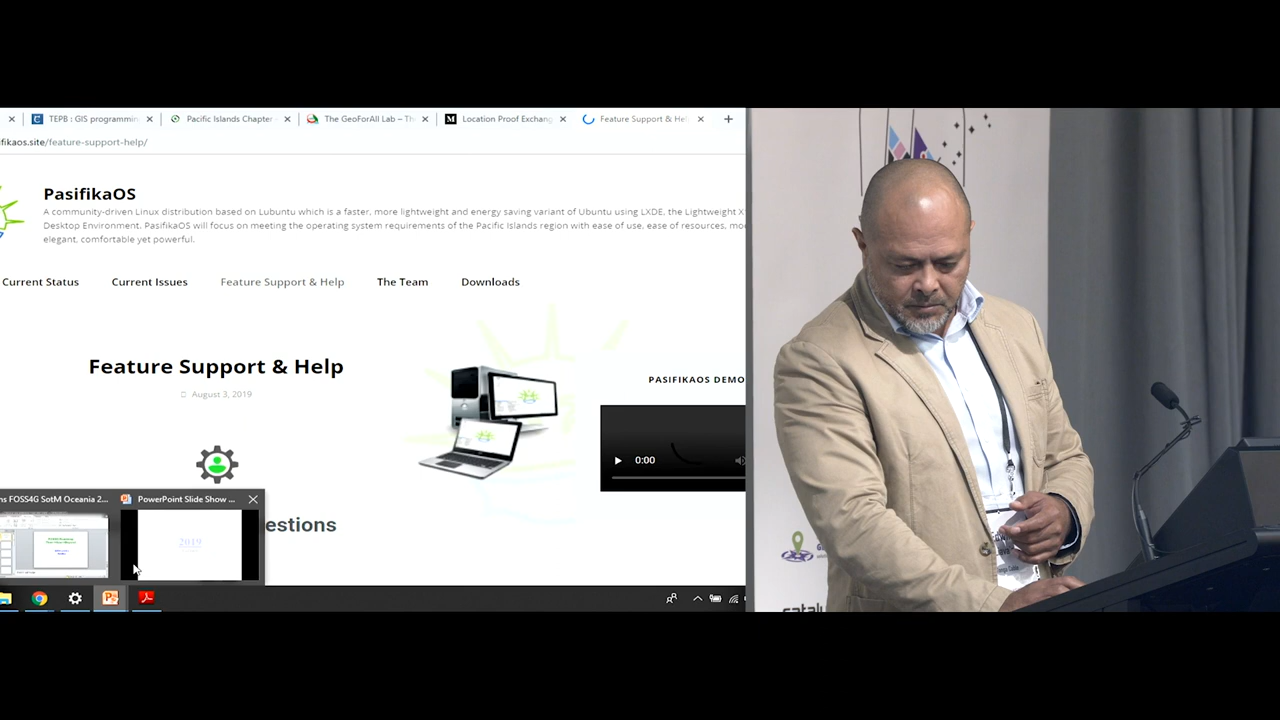 TEPB : GIS programmin
Pacific Islands Chapter
The GeoForAll Lab – Th
Location Proof Exchang
Feature Support & Hel
fikaos.site/feature-support-help/
PasifikaOS
A community-driven Linux distribution based on Lubuntu which is a faster, more lightweight and energy saving variant of Ubuntu using LXDE, the Lightweight X
Desktop Environment. PasifikaOS will focus on meeting the operating system requirements of the Pacific Islands region with ease of use, ease of resources, mo
elegant, comfortable yet powerful.
Current Status
Current Issues
Feature Support & Help
The Team
Downloads
Feature Support & Help
August 3, 2019
PASIFIKAOS DEMO
0:00
ns FOSS4G SotM Oceania 2...
PowerPoint Slide Show ...
2019
estions
catal